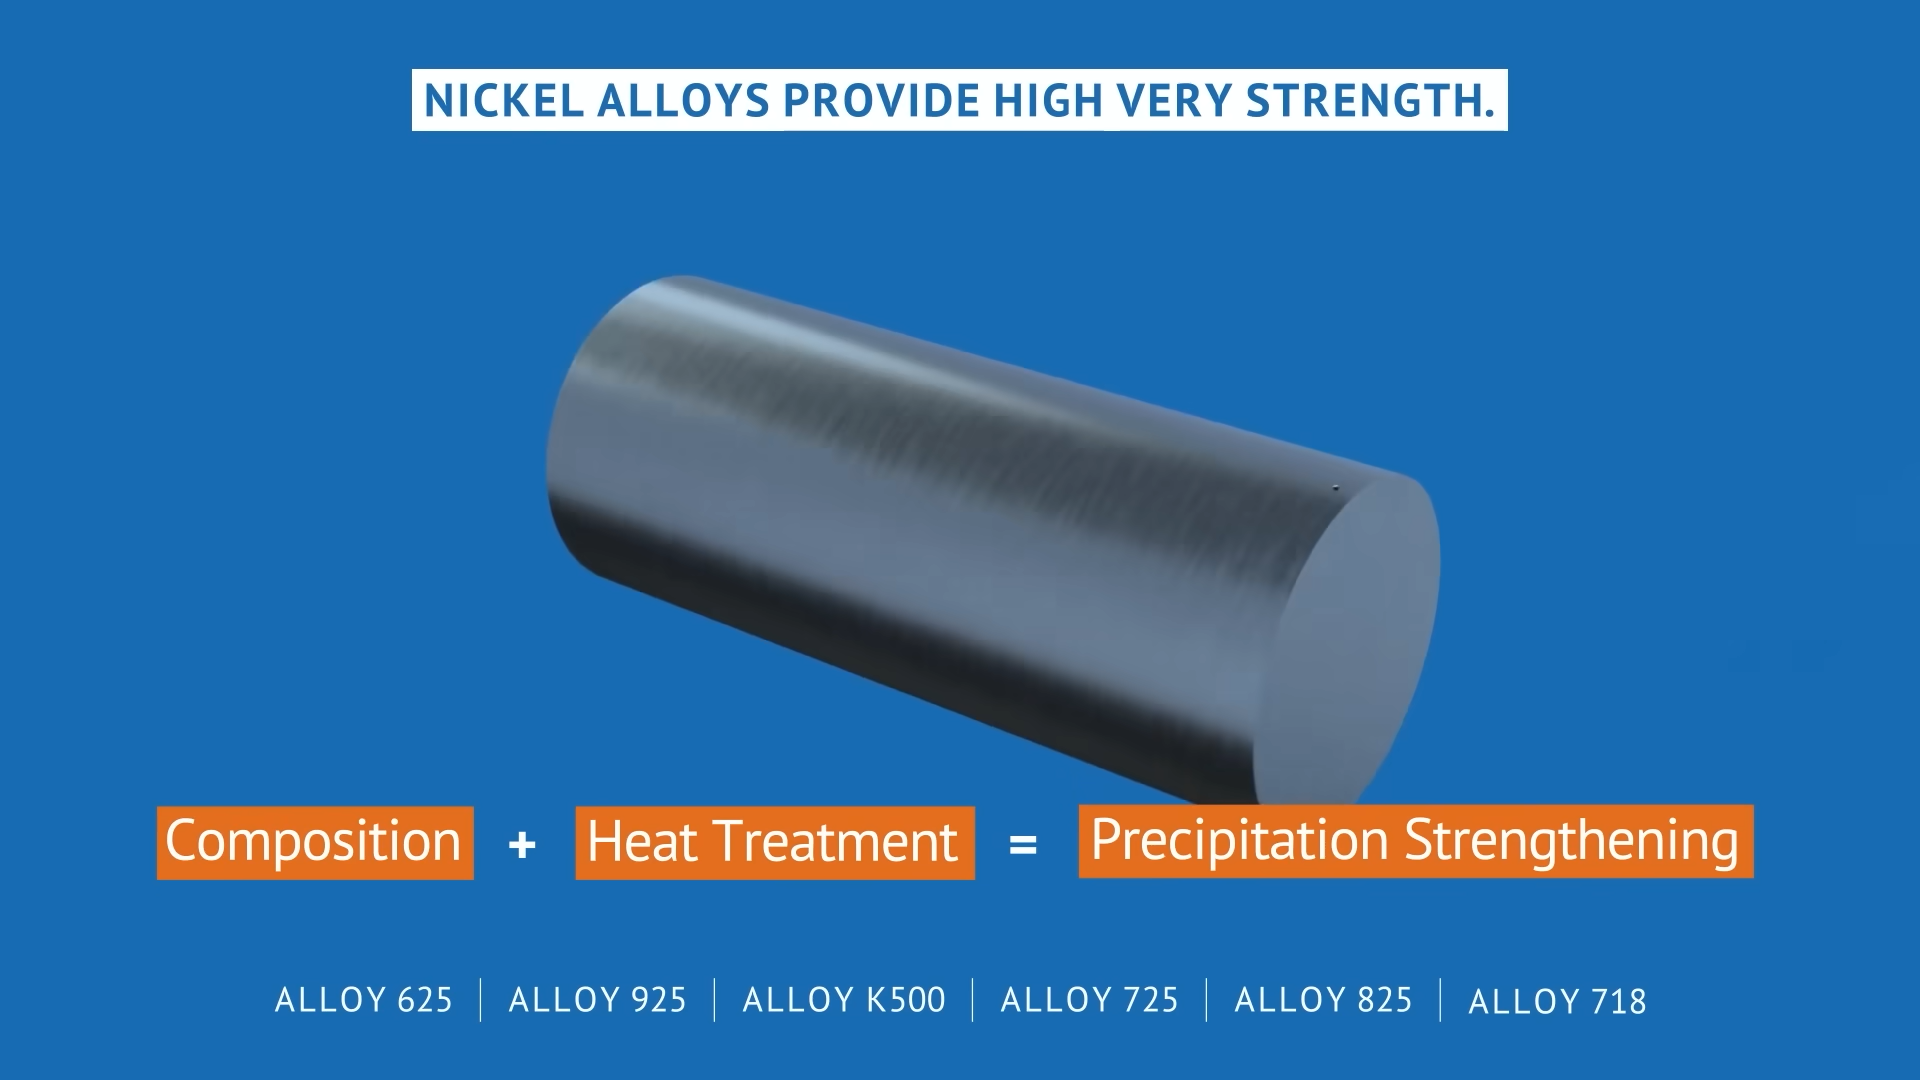 NICKEL ALLOYS PROVIDE HIGH VERY STRENGTH.
Composition + Heat Treatment = Precipitation Strengthening
ALLOY 625 | ALLOY 925 | ALLOY K500 | ALLOY 725 | ALLOY 825 | ALLOY 718